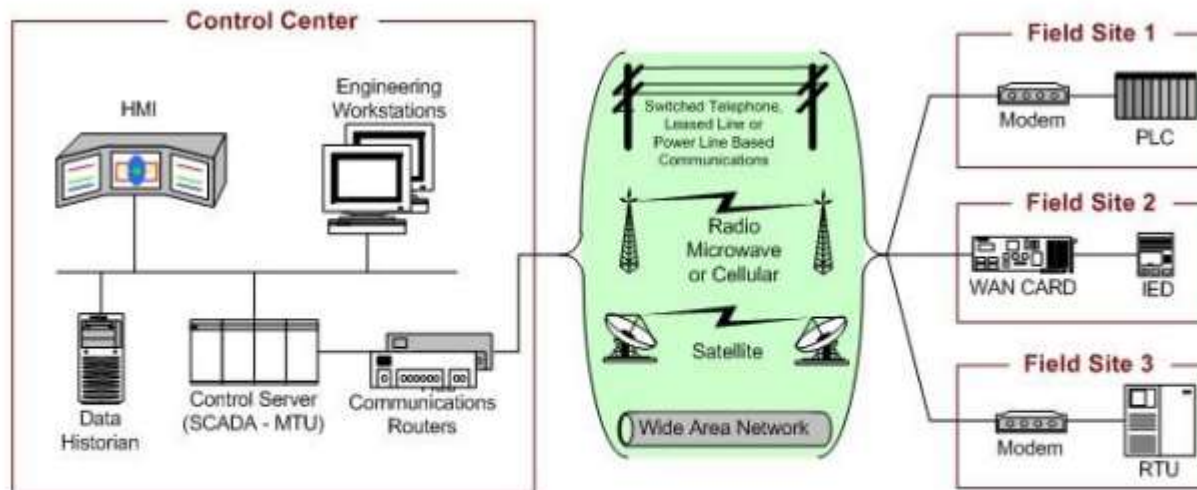 Control Center
HMI
Engineering
Workstations
Data
Historian
Control Server
(SCADA - MTU)
Communications
Routers
Switched Telephone,
Leased Line or
Power Line Based
Communications
Radio
Microwave
or Cellular
Satellite
Wide Area Network
Field Site 1
Modem
PLC
Field Site 2
WAN CARD
IED
Field Site 3
Modem
RTU